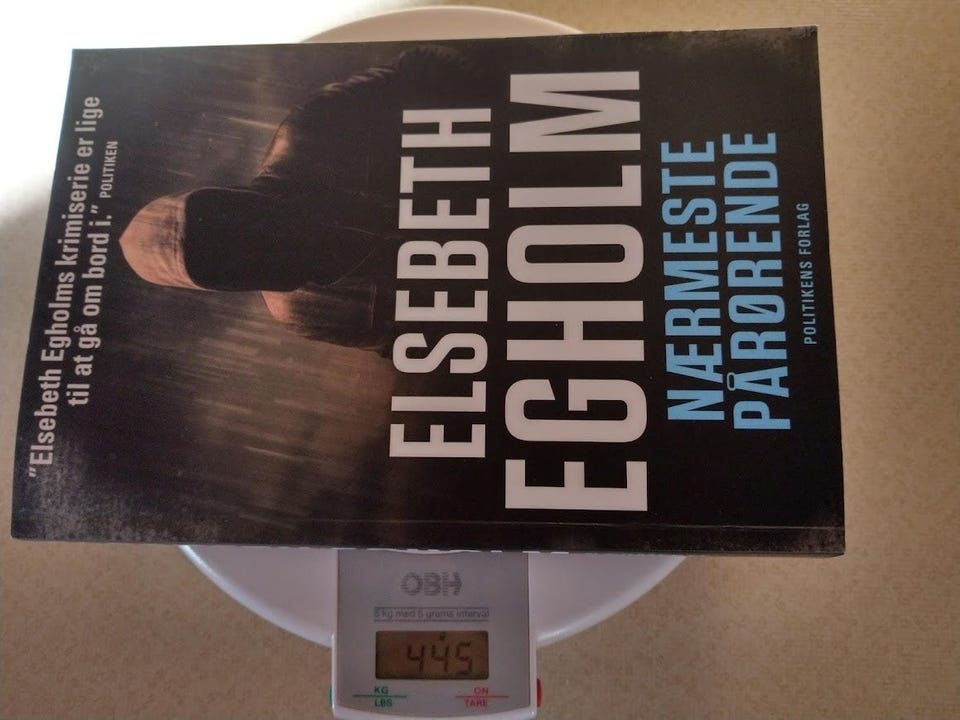 "Elsebeth Egholms krimiserie er lige
til at gå om bord i." POLITIKEN
ELSEBETH
EGHOLM
NÆRMESTE
PÅRØRENDE
POLITIKENS FORLAG
OBH
5 kg med 5 grams interval
445
KG
LBS
ON
TARE